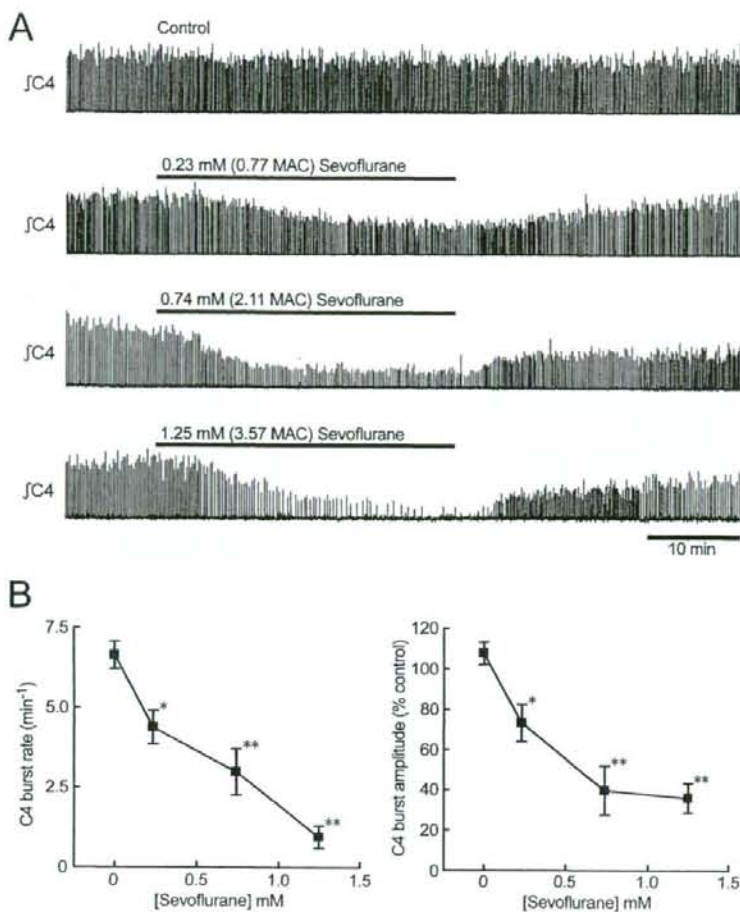 A
Control
∫C4
0.23 mM (0.77 MAC) Sevoflurane
∫C4
0.74 mM (2.11 MAC) Sevoflurane
∫C4
1.25 mM (3.57 MAC) Sevoflurane
∫C4
10 min
B
7.5
5.0
2.5
0
C4 burst rate (min⁻¹)
*
**
**
0 0.5 1.0 1.5
[Sevoflurane] mM
120
100
80
60
40
20
0
C4 burst amplitude (% control)
*
**
**
0 0.5 1.0 1.5
[Sevoflurane] mM